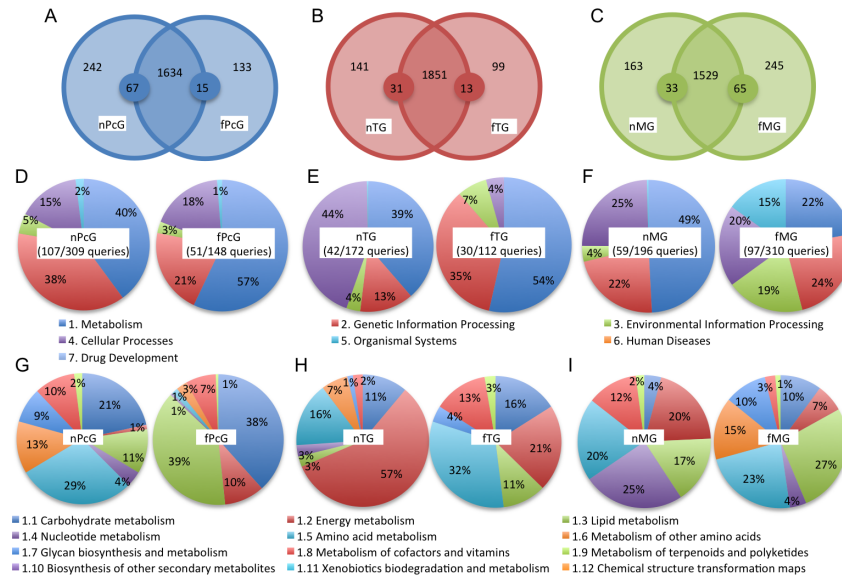 A B C
242 1634 133 67 15 nPcG fPcG
141 1851 99 31 13 nTG fTG
163 1529 245 33 65 nMG fMG
D 2% 15% 40% 5% nPcG
(107/309 queries)
38%
1% 18% 3% fPcG
(51/148 queries)
21% 57%
E 44% 39% nTG
(42/172 queries)
4% 13%
4% 7% fTG
(30/112 queries)
35% 54%
F 25% 49% nMG
(59/196 queries)
4% 22%
15% 22% 20% fMG
(97/310 queries)
19% 24%
1. Metabolism 2. Genetic Information Processing 3. Environmental Information Processing
4. Cellular Processes 5. Organismal Systems 6. Human Diseases
7. Drug Development
G 2% 10% 21% 9% nPcG 1% 13% 11% 4% 29%
1% 7% 3% 1% 1% 38% fPcG 39% 10%
H 1% 2% 7% 11% 16% nTG 3% 3% 57%
3% 13% 16% 4% fTG 21% 32% 11%
I 2% 4% 12% 20% nMG 20% 17% 25%
1% 3% 10% 10% 7% fMG 15% 27% 23% 4%
1.1 Carbohydrate metabolism 1.2 Energy metabolism 1.3 Lipid metabolism
1.4 Nucleotide metabolism 1.5 Amino acid metabolism 1.6 Metabolism of other amino acids
1.7 Glycan biosynthesis and metabolism 1.8 Metabolism of cofactors and vitamins 1.9 Metabolism of terpenoids and polyketides
1.10 Biosynthesis of other secondary metabolites 1.11 Xenobiotics biodegradation and metabolism 1.12 Chemical structure transformation maps